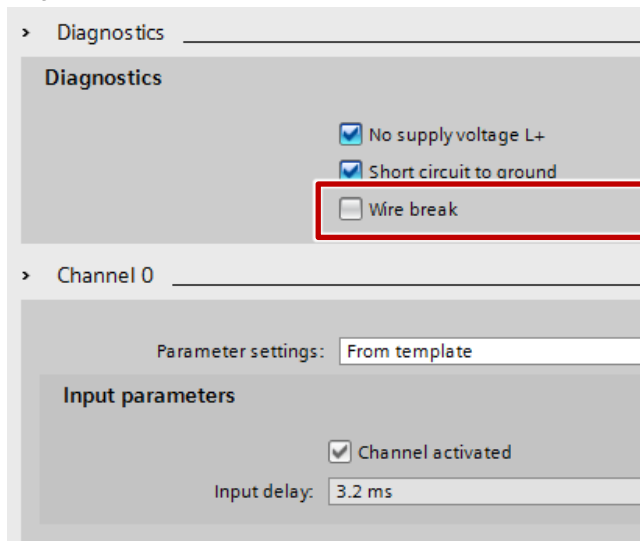 Diagnostics
Diagnostics
No supply voltage L+
Short circuit to ground
Wire break
Channel 0
Parameter settings: From template
Input parameters
Channel activated
Input delay: 3.2 ms